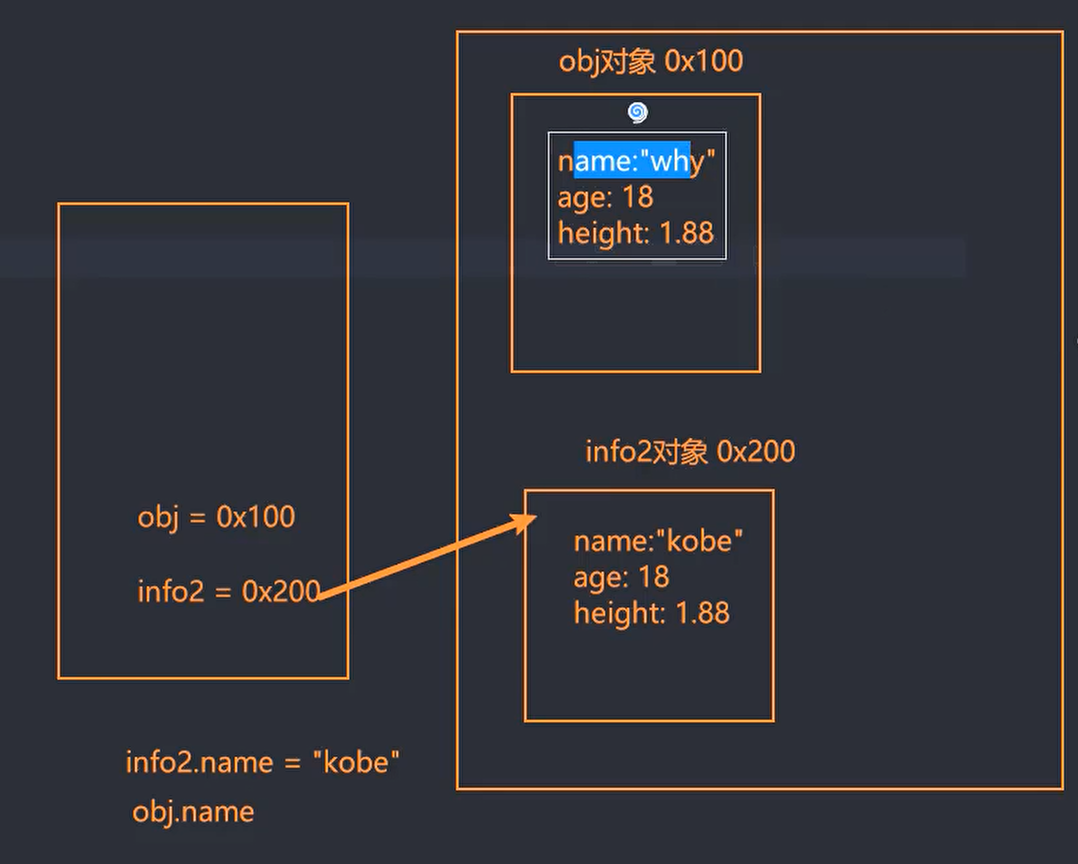 obj对象 0x100
name:"why"
age: 18
height: 1.88
info2对象 0x200
name:"kobe"
age: 18
height: 1.88
obj = 0x100
info2 = 0x200
info2.name = "kobe"
obj.name